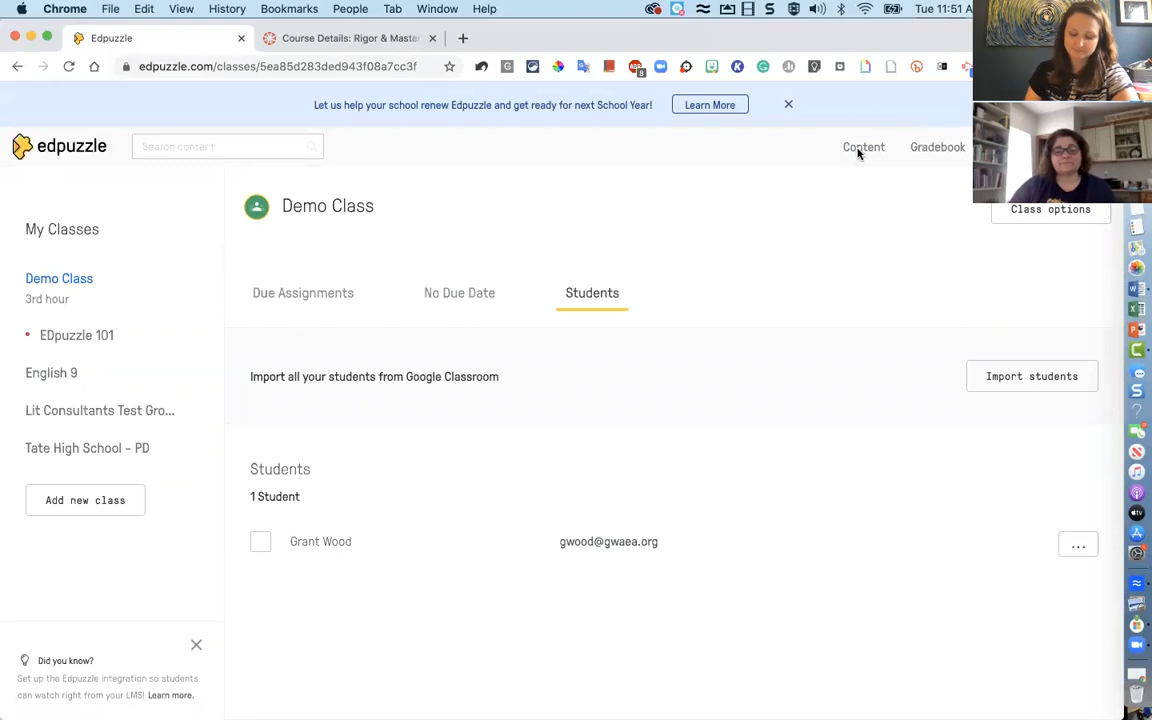 Chrome File Edit View History Bookmarks People Tab Window Help Tue 11:51 A
Edpuzzle Course Details: Rigor & Master
edpuzzle.com/classes/5ea85d283ded943f08a7cc3f
Let us help your school renew Edpuzzle and get ready for next School Year! Learn More
edpuzzle Search content Content Gradebook
Demo Class Class options
My Classes
Demo Class
3rd hour
Due Assignments No Due Date Students
EDpuzzle 101
English 9
Import all your students from Google Classroom Import students
Lit Consultants Test Gro...
Tate High School - PD
Add new class
Students
1 Student
Grant Wood gwood@gwaea.org ...
Did you know?
Set up the Edpuzzle integration so students
can watch right from your LMS! Learn more.